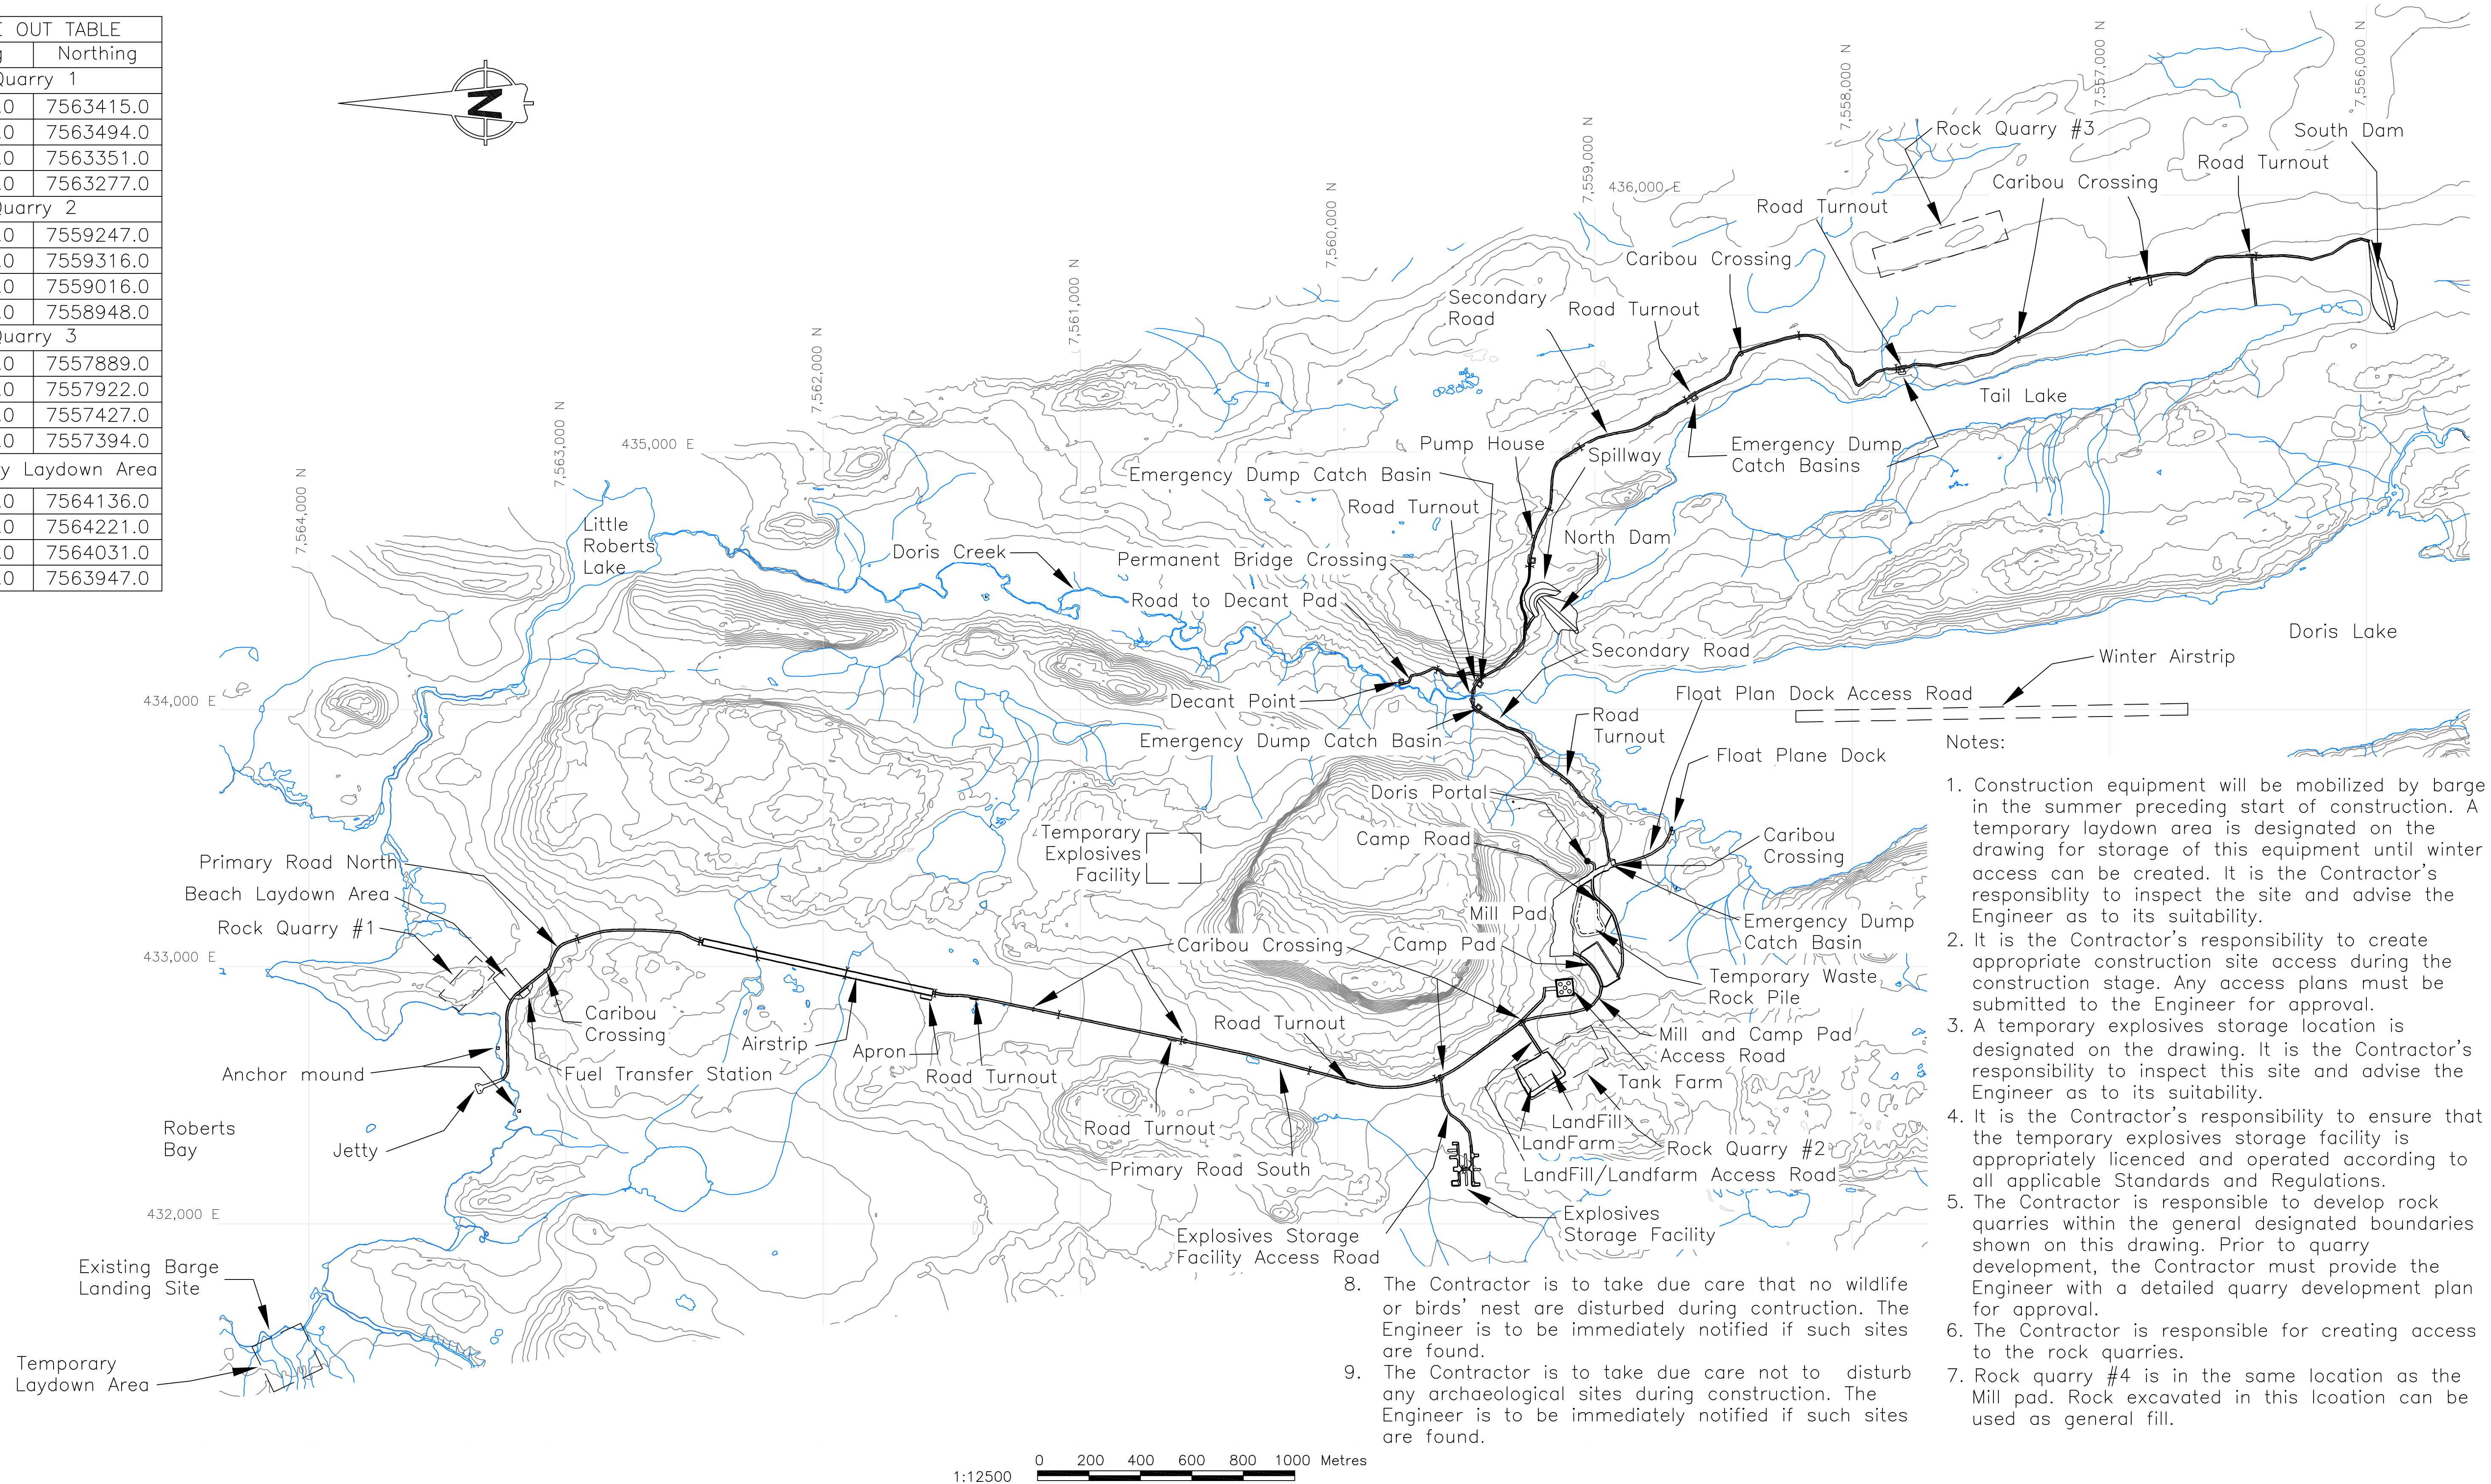 E OUT TABLE
g Northing
Quarry 1
.0 7563415.0
.0 7563494.0
.0 7563351.0
.0 7563277.0
Quarry 2
.0 7559247.0
.0 7559316.0
.0 7559016.0
.0 7558948.0
Quarry 3
.0 7557889.0
.0 7557922.0
.0 7557427.0
.0 7557394.0
y Laydown Area
.0 7564136.0
.0 7564221.0
.0 7564031.0
.0 7563947.0
N
7,564,000 N
7,563,000 N
7,562,000 N
7,561,000 N
7,560,000 N
7,559,000 N
7,558,000 N
7,557,000 N
7,556,000 N
436,000 E
435,000 E
434,000 E
433,000 E
432,000 E
Rock Quarry #3
South Dam
Road Turnout
Caribou Crossing
Road Turnout
Caribou Crossing
Secondary
Road
Road Turnout
Tail Lake
Pump House
Spillway
Emergency Dump
Catch Basins
Emergency Dump Catch Basin
Road Turnout
Little
Roberts
Lake
Doris Creek
North Dam
Permanent Bridge Crossing
Road to Decant Pad
Doris Lake
Secondary Road
Winter Airstrip
Decant Point
Float Plan Dock Access Road
Road
Turnout
Emergency Dump Catch Basin
Float Plane Dock
Doris Portal
Temporary
Explosives
Facility
Camp Road
Caribou
Crossing
Primary Road North
Beach Laydown Area
Rock Quarry #1
Mill Pad
Emergency Dump
Catch Basin
Caribou Crossing
Camp Pad
Temporary Waste
Rock Pile
Caribou
Crossing
Airstrip
Apron
Road Turnout
Mill and Camp Pad
Access Road
Anchor mound
Fuel Transfer Station
Road Turnout
Tank Farm
Roberts
Bay
Jetty
Road Turnout
LandFill
LandFarm
Rock Quarry #2
Primary Road South
LandFill/Landfarm Access Road
Explosives
Storage Facility
Explosives Storage
Facility Access Road
Existing Barge
Landing Site
Temporary
Laydown Area
Notes:
1. Construction equipment will be mobilized by barge
in the summer preceding start of construction. A
temporary laydown area is designated on the
drawing for storage of this equipment until winter
access can be created. It is the Contractor's
responsiblity to inspect the site and advise the
Engineer as to its suitability.
2. It is the Contractor's responsibility to create
appropriate construction site access during the
construction stage. Any access plans must be
submitted to the Engineer for approval.
3. A temporary explosives storage location is
designated on the drawing. It is the Contractor's
responsibility to inspect this site and advise the
Engineer as to its suitability.
4. It is the Contractor's responsibility to ensure that
the temporary explosives storage facility is
appropriately licenced and operated according to
all applicable Standards and Regulations.
5. The Contractor is responsible to develop rock
quarries within the general designated boundaries
shown on this drawing. Prior to quarry
development, the Contractor must provide the
Engineer with a detailed quarry development plan
for approval.
6. The Contractor is responsible for creating access
to the rock quarries.
7. Rock quarry #4 is in the same location as the
Mill pad. Rock excavated in this lcoation can be
used as general fill.
8. The Contractor is to take due care that no wildlife
or birds' nest are disturbed during contruction. The
Engineer is to be immediately notified if such sites
are found.
9. The Contractor is to take due care not to disturb
any archaeological sites during construction. The
Engineer is to be immediately notified if such sites
are found.
0 200 400 600 800 1000 Metres
1:12500